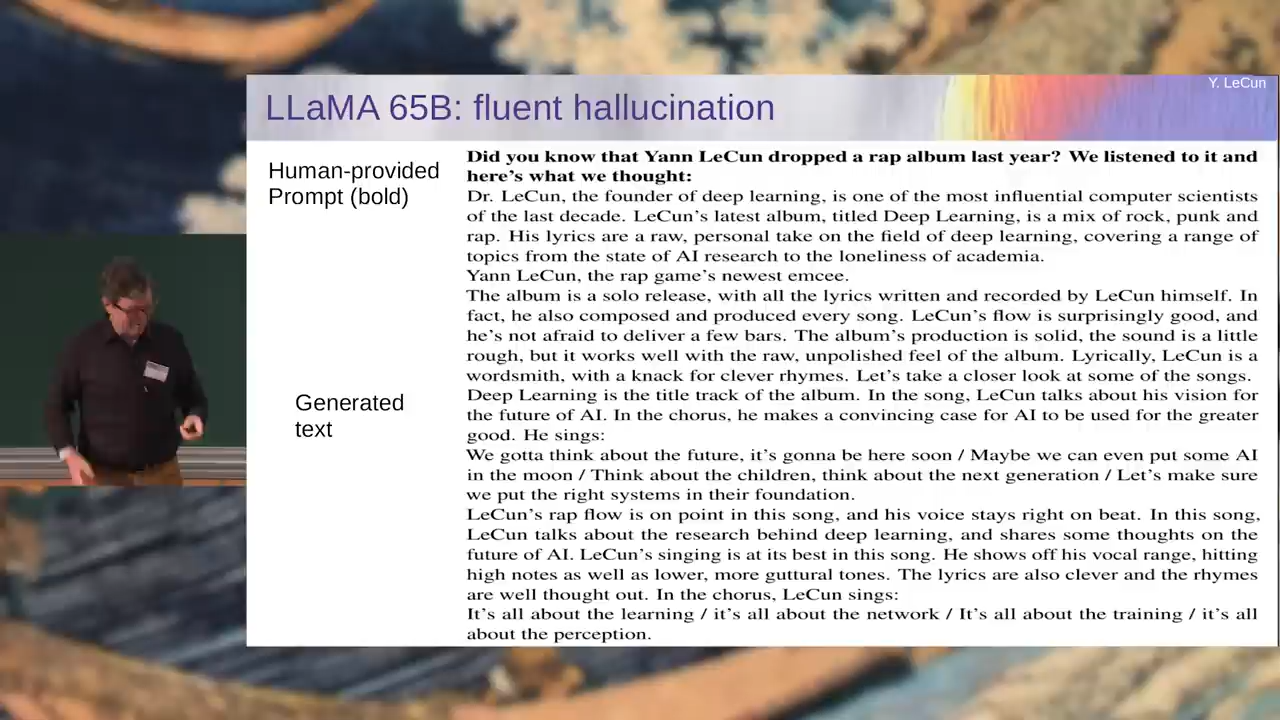 Y. LeCun
LLaMA 65B: fluent hallucination
Human-provided
Prompt (bold)
Did you know that Yann LeCun dropped a rap album last year? We listened to it and
here's what we thought:
Dr. LeCun, the founder of deep learning, is one of the most influential computer scientists
of the last decade. LeCun's latest album, titled Deep Learning, is a mix of rock, punk and
rap. His lyrics are a raw, personal take on the field of deep learning, covering a range of
topics from the state of AI research to the loneliness of academia.
Yann LeCun, the rap game's newest emcee.
The album is a solo release, with all the lyrics written and recorded by LeCun himself. In
fact, he also composed and produced every song. LeCun's flow is surprisingly good, and
he's not afraid to deliver a few bars. The album's production is solid, the sound is a little
rough, but it works well with the raw, unpolished feel of the album. Lyrically, LeCun is a
wordsmith, with a knack for clever rhymes. Let's take a closer look at some of the songs.
Generated
text
Deep Learning is the title track of the album. In the song, LeCun talks about his vision for
the future of AI. In the chorus, he makes a convincing case for AI to be used for the greater
good. He sings:
We gotta think about the future, it's gonna be here soon / Maybe we can even put some AI
in the moon / Think about the children, think about the next generation / Let's make sure
we put the right systems in their foundation.
LeCun's rap flow is on point in this song, and his voice stays right on beat. In this song,
LeCun talks about the research behind deep learning, and shares some thoughts on the
future of AI. LeCun's singing is at its best in this song. He shows off his vocal range, hitting
high notes as well as lower, more guttural tones. The lyrics are also clever and the rhymes
are well thought out. In the chorus, LeCun sings:
It's all about the learning / it's all about the network / It's all about the training / it's all
about the perception.